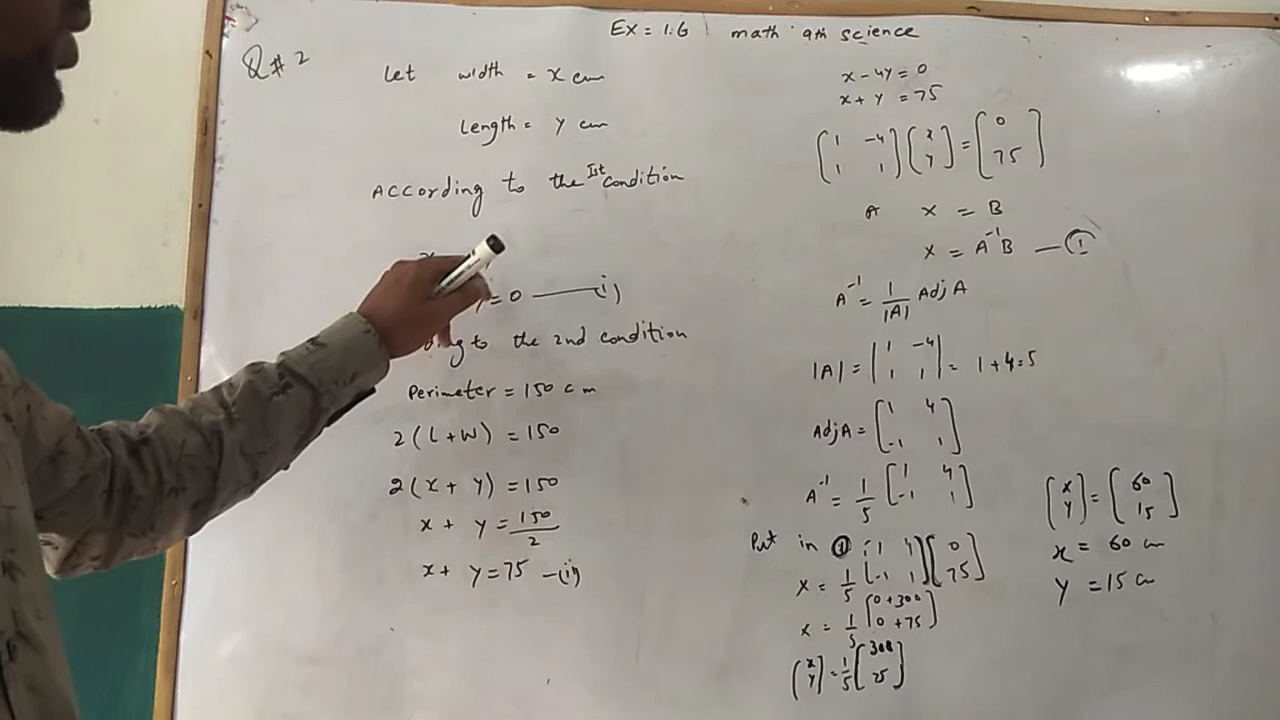 Ex = 1.6 math 9th science
Q # 2
Let width = x cm
Length = y cm
ACCording to the Ist condition
= 0 — i)
ding to the 2nd condition
Perimeter = 150 cm
2(L+W) = 150
2(x + y) = 150
x + y = 150/2
x + y = 75 —(ii)
x - 4y = 0
x + y = 75
[1 -4] [x] = [0]
[1 1] [y] [75]
A x = B
x = A⁻¹B — ①
A⁻¹ = 1/|A| Adj A
|A| = |1 -4| = 1+4=5
|1 1|
Adj A = [1 4]
[-1 1]
A⁻¹ = 1/5 [1 4]
[-1 1]
Put in ①
x = 1/5 [1 4] [0]
[-1 1] [75]
x = 1/5 [0+300]
[0+75]
[x] = 1/5 [300]
[y] [75]
[x] = [60]
[y] [15]
x = 60 cm
y = 15 cm